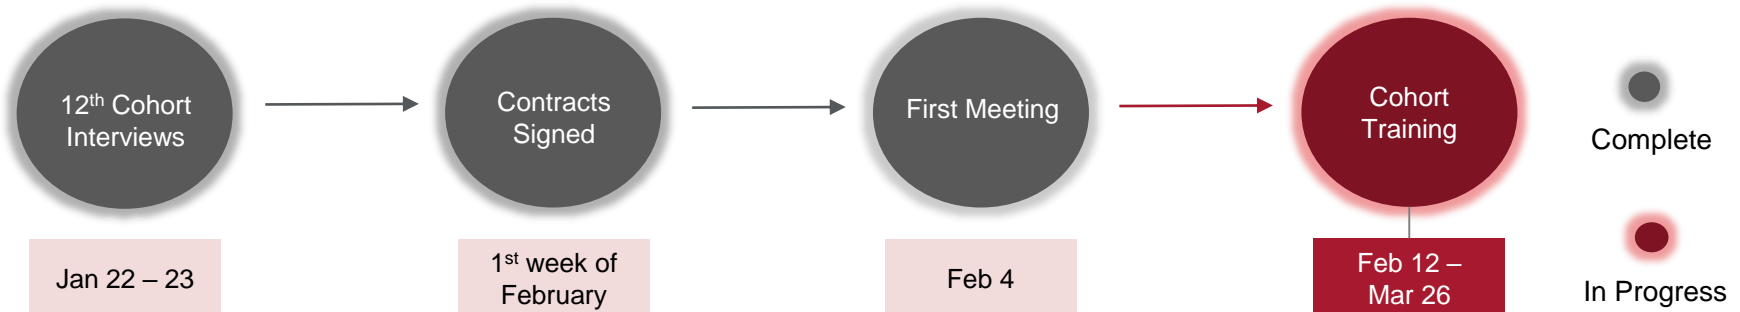 12th Cohort
Interviews
Contracts
Signed
First Meeting
Cohort
Training
Complete
Jan 22 – 23
1st week of
February
Feb 4
Feb 12 –
Mar 26
In Progress